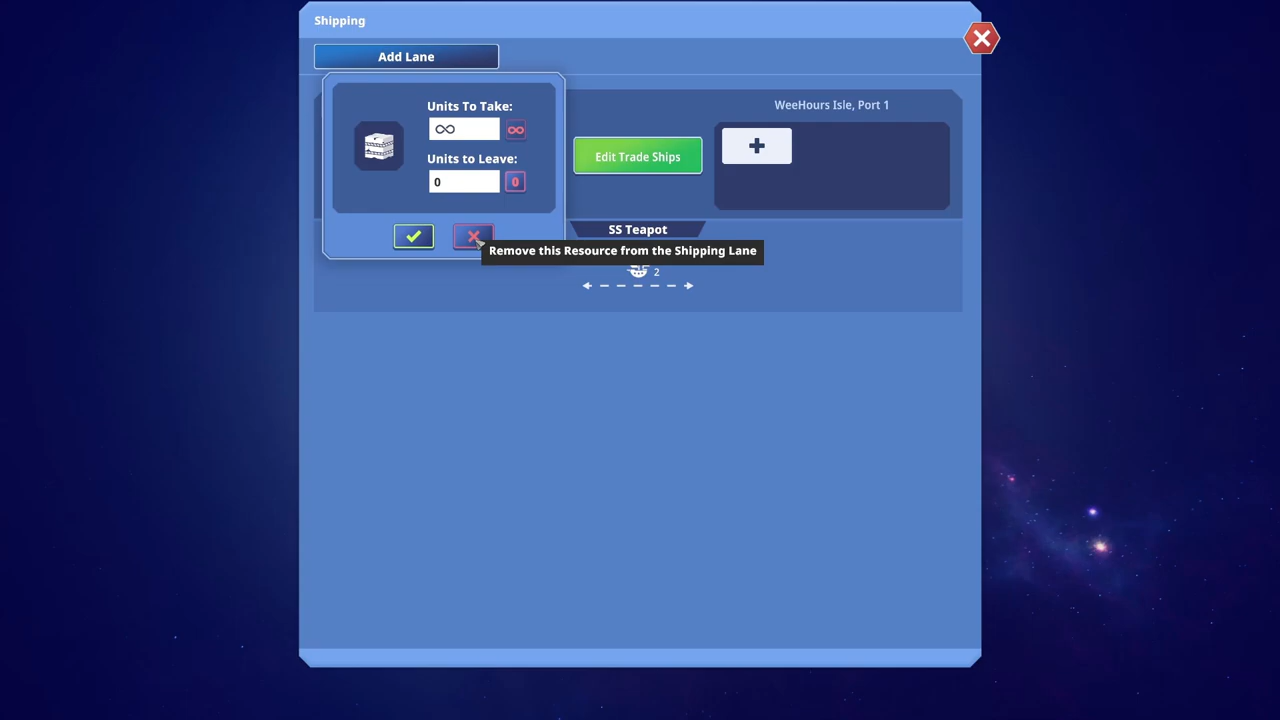 Shipping
Add Lane
Units To Take:
∞
∞
Units to Leave:
0
0
Edit Trade Ships
WeeHours Isle, Port 1
+
SS Teapot
Remove this Resource from the Shipping Lane
2